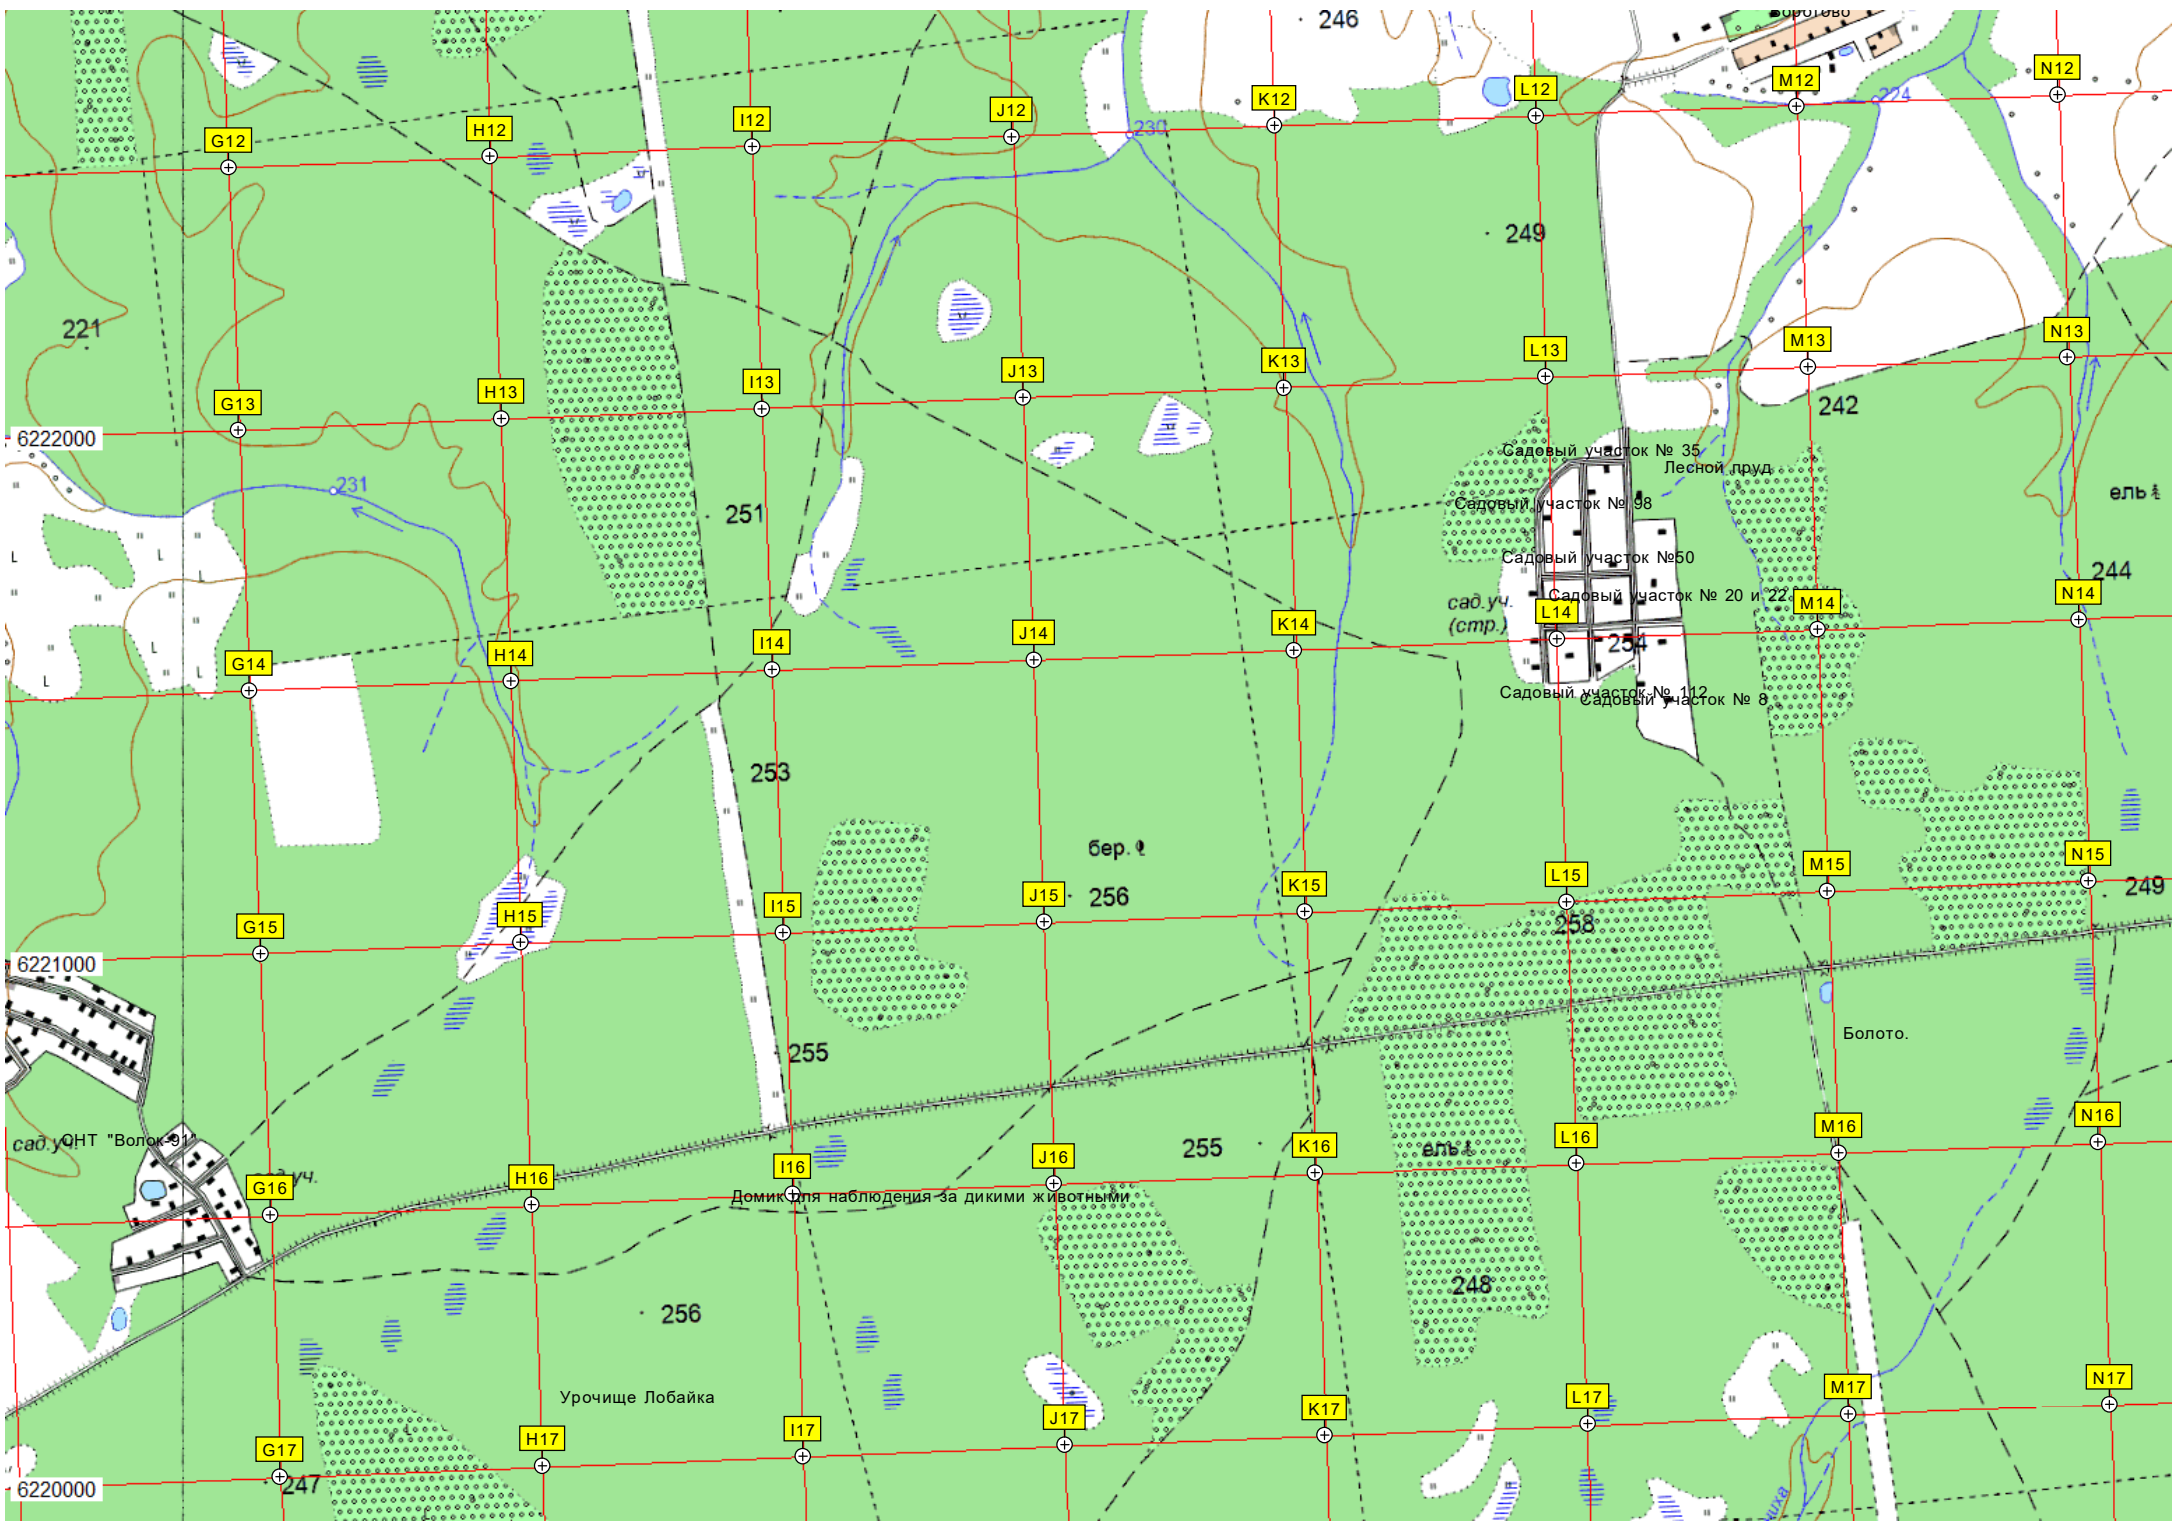 246
Боротово
N12
M12
L12
K12
J12
I12
H12
G12
224
230
249
221
N13
M13
L13
K13
J13
I13
H13
G13
242
6222000
Садовый участок № 35
Лесной пруд
231
ель
Садовый участок № 98
251
Садовый участок №50
244
сад.уч.
(стр.)
Садовый участок № 20 и 22
N14
M14
L14
K14
J14
I14
H14
G14
254
Садовый участок № 112
Садовый участок № 8
253
бер.
256
N15
M15
L15
K15
J15
I15
H15
G15
249
258
6221000
Болото.
255
сад.уч.
СНТ "Волок-91"
255
ель
N16
M16
L16
K16
J16
I16
H16
G16
Домик для наблюдения за дикими животными
248
256
Урочище Лобайка
N17
M17
L17
K17
J17
I17
H17
G17
247
6220000